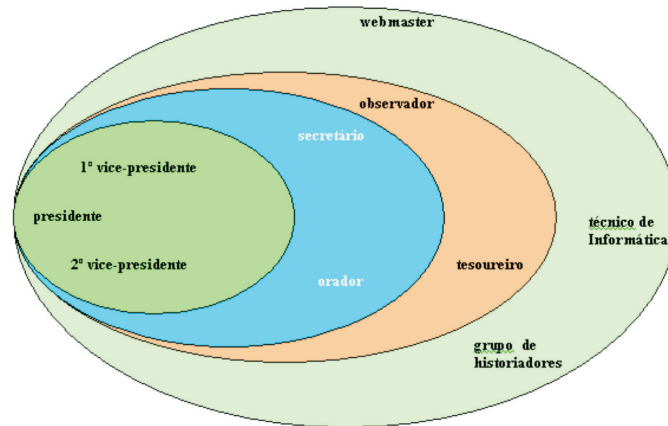 webmaster
observador
secretário
1º vice-presidente
presidente
técnico de
Informática
2º vice-presidente
tesoureiro
orador
grupo de
historiadores